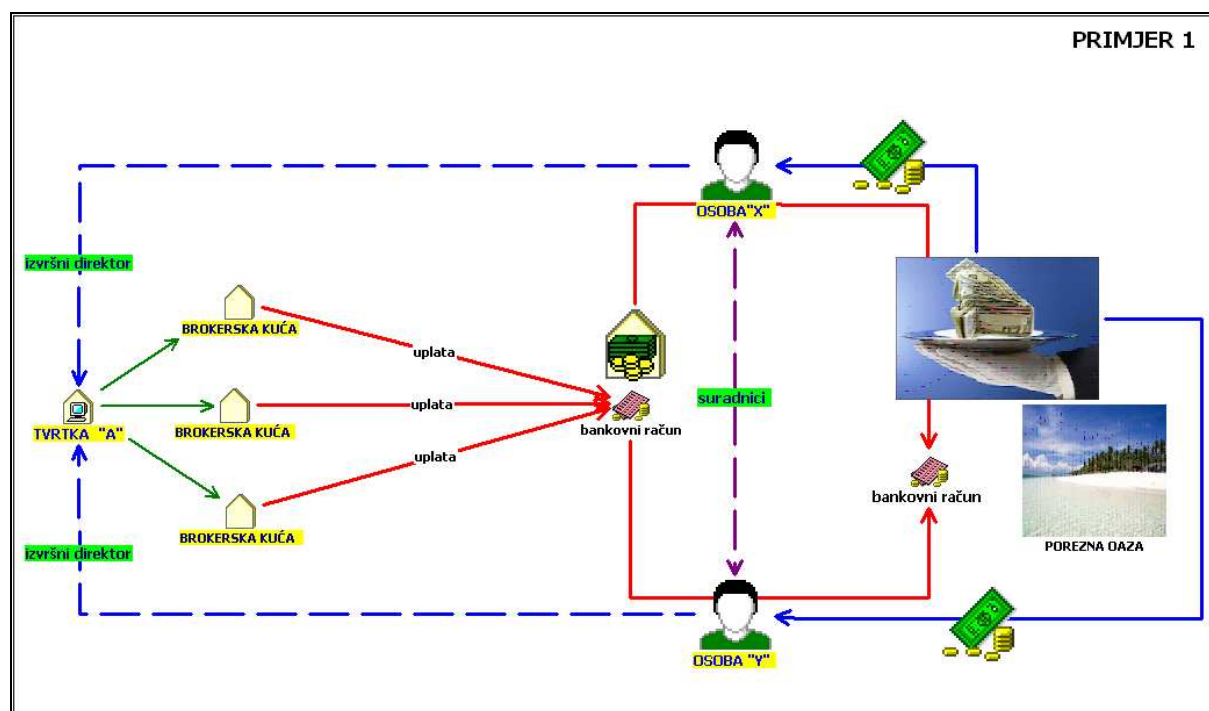 PRIMJER 1
OSOBA"X"
izvršni direktor
BROKERSKA KUĆA
uplata
suradnici
TVRTKA "A"
BROKERSKA KUĆA
uplata
bankovni račun
uplata
bankovni račun
BROKERSKA KUĆA
izvršni direktor
POREZNA OAZA
OSOBA "Y"